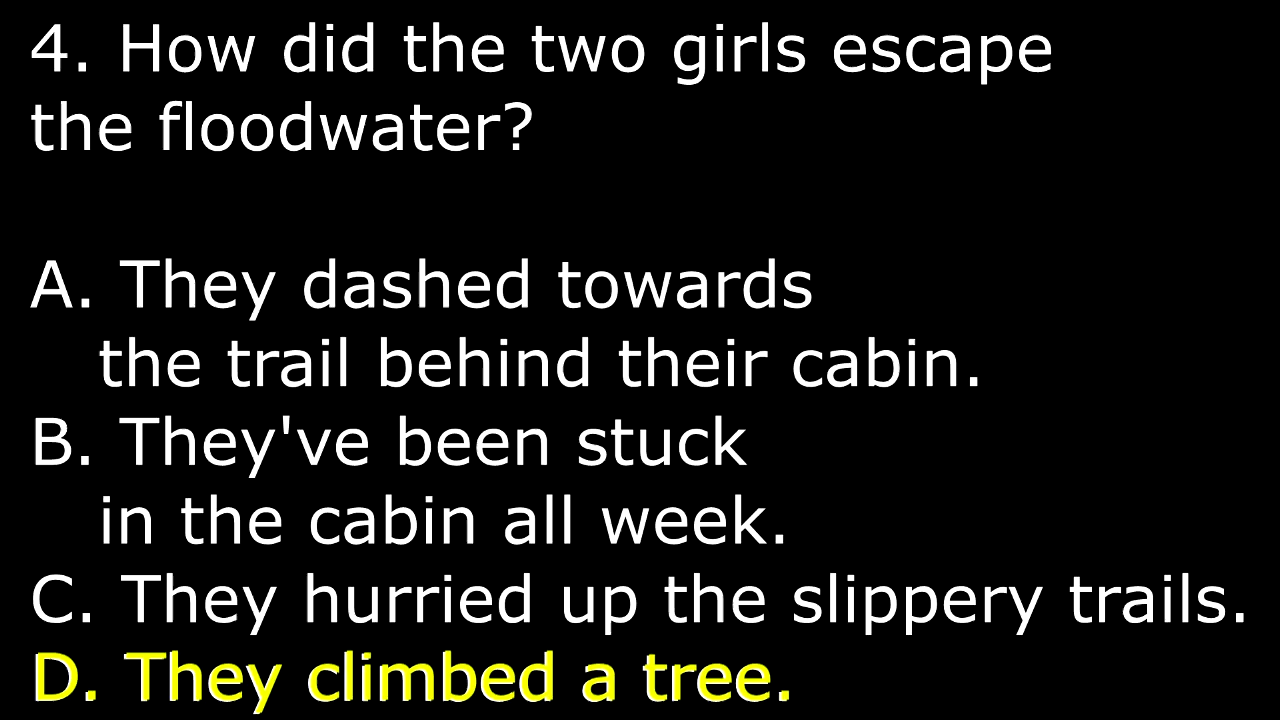 4. How did the two girls escape
the floodwater?
A. They dashed towards
the trail behind their cabin.
B. They've been stuck
in the cabin all week.
C. They hurried up the slippery trails.
D. They climbed a tree.